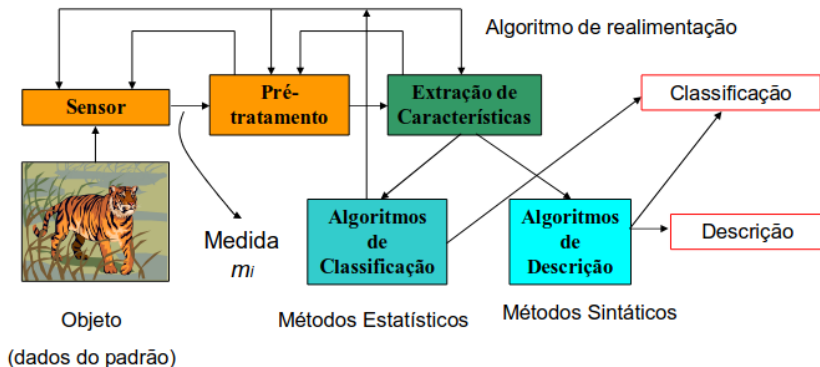 Algoritmo de realimentação
Sensor
Pré-
tratamento
Extração de
Características
Classificação
Medida
mi
Algoritmos
de
Classificação
Algoritmos
de
Descrição
Descrição
Objeto
(dados do padrão)
Métodos Estatísticos
Métodos Sintáticos